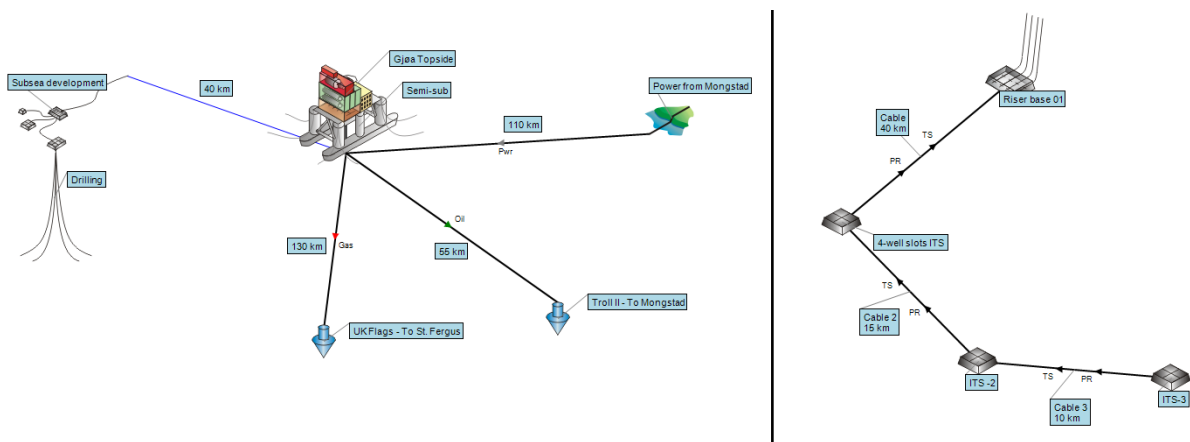 Gjøa Topside
Subsea development
40 km
Semi-sub
Power from Mongstad
110 km
Pwr
Drilling
Oil
130 km
Gas
55 km
Troll II - To Mongstad
UK Flags - To St. Fergus
Riser base 01
Cable
40 km
TS
PR
4-well slots ITS
TS
Cable 2
15 km
PR
ITS -2
TS
PR
ITS-3
Cable 3
10 km